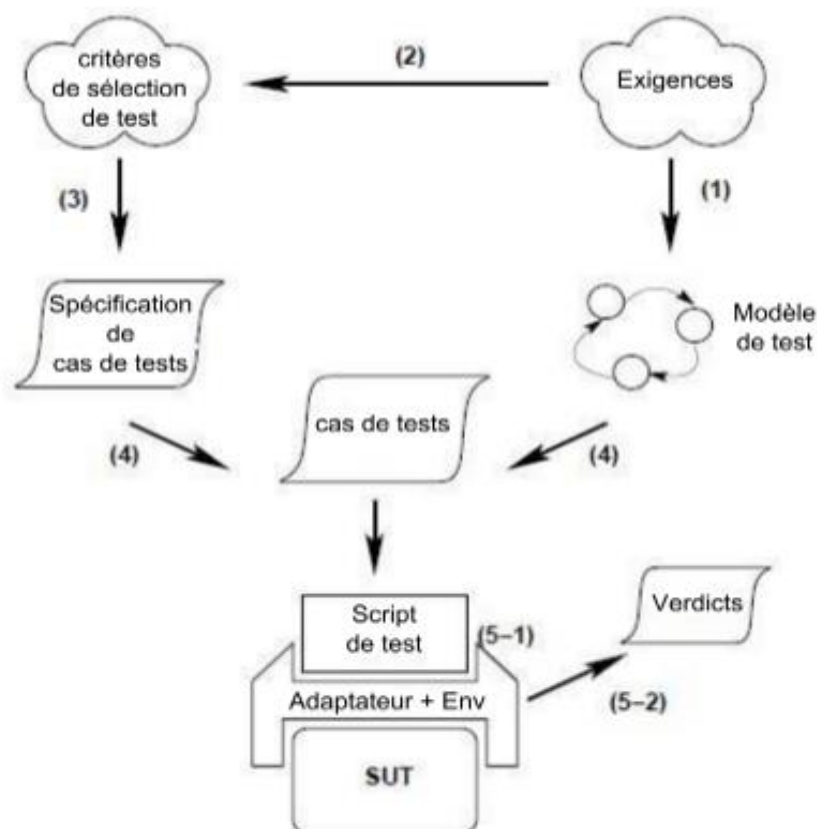 critères
de sélection
de test
(2)
Exigences
(3)
(1)
Spécification
de
cas de tests
Modèle
de test
cas de tests
(4)
(4)
Script
de test
(5–1)
Verdicts
Adaptateur + Env
(5–2)
SUT